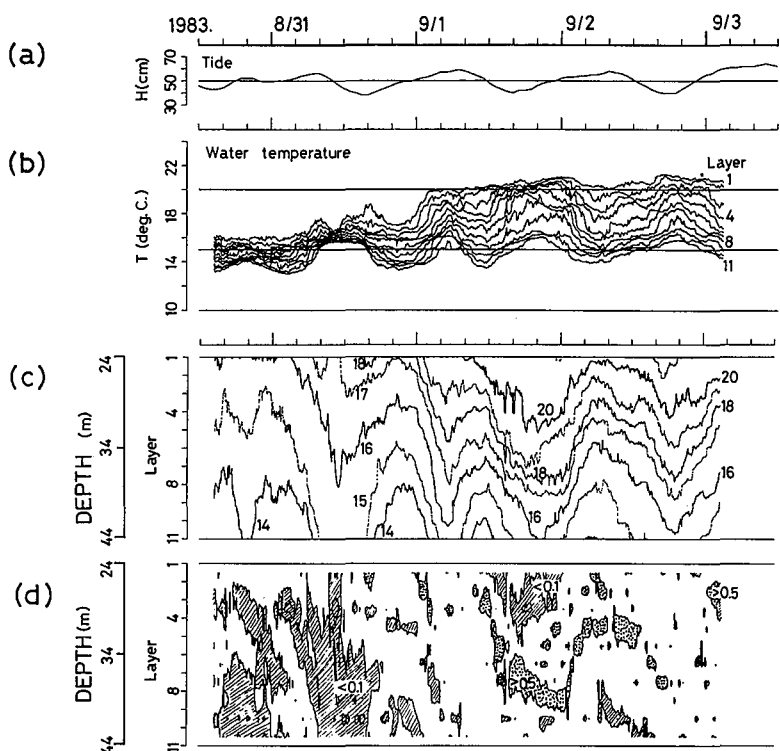 1983. 8/31 9/1 9/2 9/3
(a)
H(cm)
70
50
30
Tide
(b)
T (deg. C.)
22
18
14
10
Water temperature
Layer
1
4
8
11
(c)
DEPTH (m)
24
34
44
Layer
1
4
8
11
18
17
16
15
14
14
20
18
16
20
18
16
(d)
DEPTH(m)
24
34
44
Layer
1
4
8
11
<0.1
<0.1
>0.5
>0.5